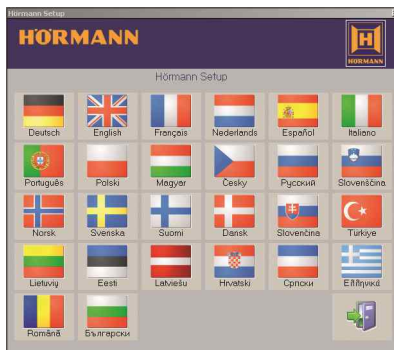 Hörmann Setup
HÖRMANN
HÖRMANN
Hörmann Setup
Deutsch English Français Nederlands Español Italiano
Português Polski Magyar Česky Русский Slovenščina
Norsk Svenska Suomi Dansk Slovenčina Türkiye
Lietuvių Eesti Latviešu Hrvatski Српски Ελληνικά
Română Български